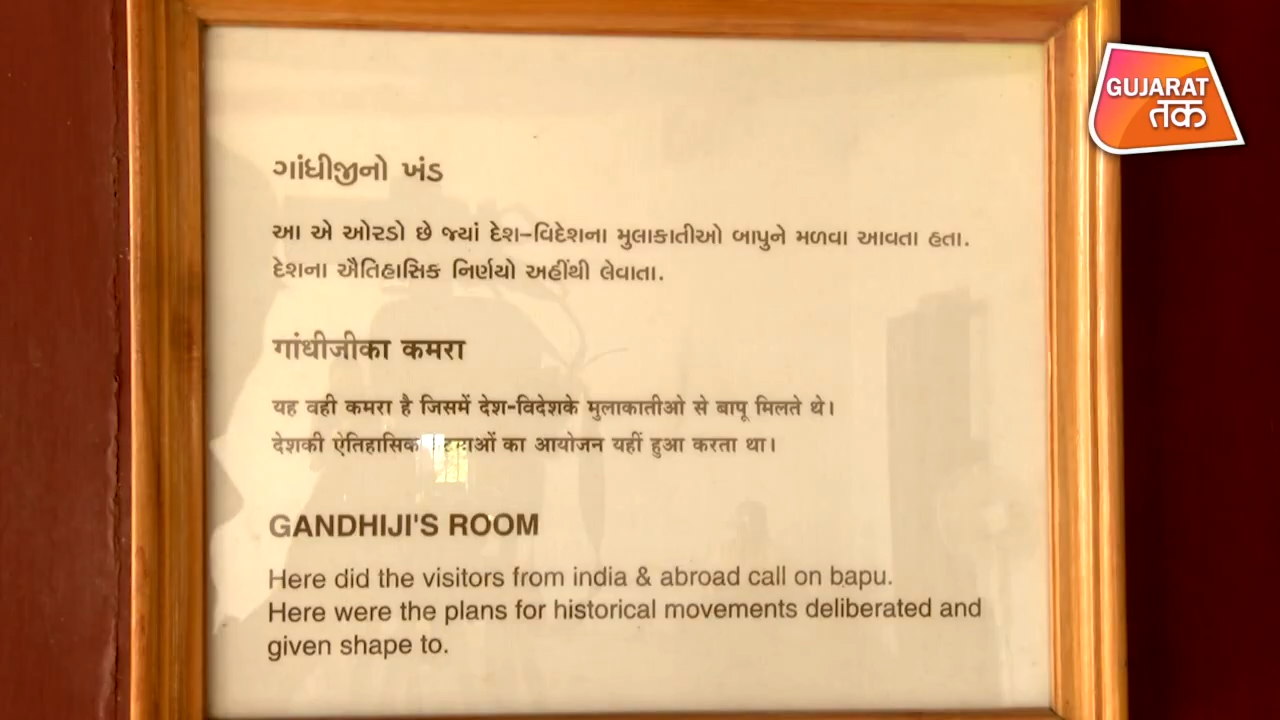 GUJARAT
तक
ગાંધીજીનો ખંડ
આ એ ઓરડો છે જ્યાં દેશ-વિદેશના મુલાકાતીઓ બાપુને મળવા આવતા હતા.
દેશના ઐતિહાસિક નિર્ણયો અહીંથી લેવાતા.
गांधीजीका कमरा
यह वही कमरा है जिसमें देश-विदेशके मुलाकातीओ से बापू मिलते थे।
देशकी ऐतिहासिक का आयोजन यहीं हुआ करता था।
GANDHIJI'S ROOM
Here did the visitors from india & abroad call on bapu.
Here were the plans for historical movements deliberated and
given shape to.